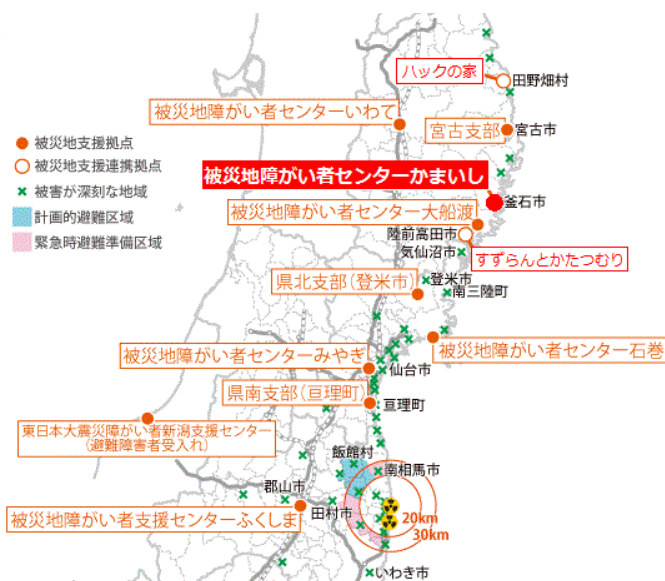 ハックの家
田野畑村
被災地障がい者センターいわて
宮古支部
宮古市
被災地支援拠点
被災地支援連携拠点
被害が深刻な地域
計画的避難区域
緊急時避難準備区域
被災地障がい者センターかまいし
釜石市
被災地障がい者センター大船渡
陸前高田市
気仙沼市
すずらんとかたつむり
県北支部(登米市)
登米市
南三陸町
被災地障がい者センター石巻
被災地障がい者センターみやぎ
仙台市
県南支部(亘理町)
亘理町
東日本大震災障がい者新潟支援センター
(避難障害者受入れ)
飯館村
南相馬市
郡山市
田村市
被災地障がい者支援センターふくしま
20km
30km
いわき市